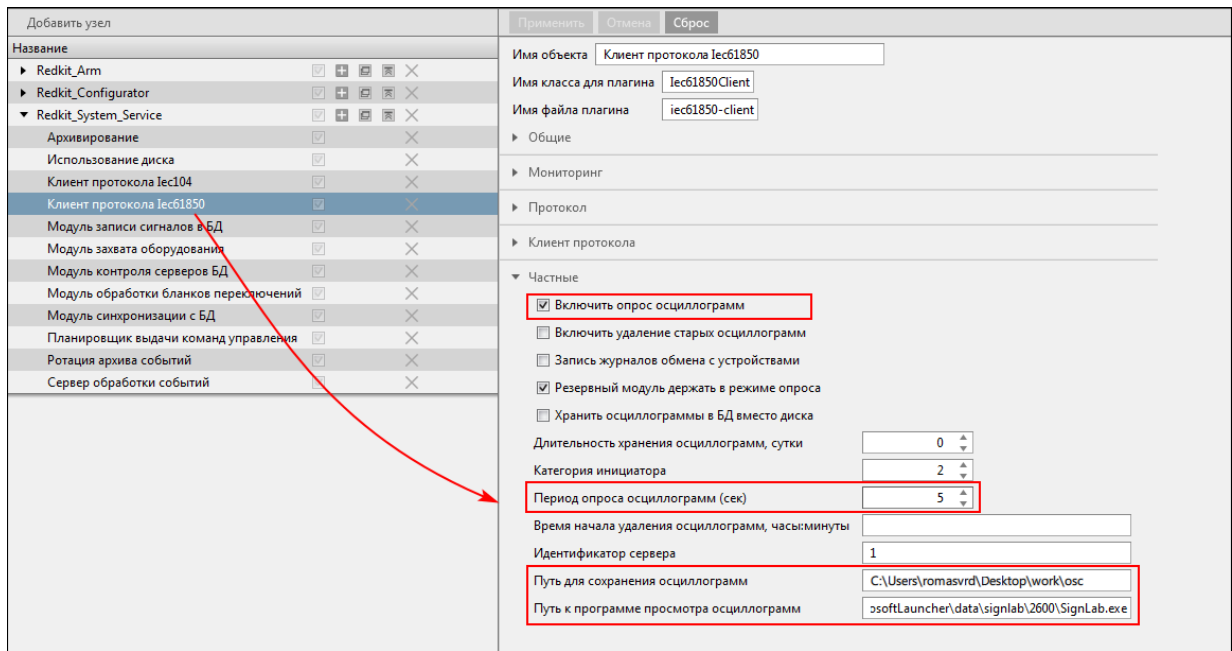 Добавить узел
Название
Redkit_Arm
Redkit_Configurator
Redkit_System_Service
Архивирование
Использование диска
Клиент протокола Iec104
Клиент протокола Iec61850
Модуль записи сигналов в БД
Модуль захвата оборудования
Модуль контроля серверов БД
Модуль обработки бланков переключений
Модуль синхронизации с БД
Планировщик выдачи команд управления
Ротация архива событий
Сервер обработки событий
Применить Отмена Сброс
Имя объекта Клиент протокола Iec61850
Имя класса для плагина Iec61850Client
Имя файла плагина iec61850-client
Общие
Мониторинг
Протокол
Клиент протокола
Частные
Включить опрос осциллограмм
Включить удаление старых осциллограмм
Запись журналов обмена с устройствами
Резервный модуль держать в режиме опроса
Хранить осциллограммы в БД вместо диска
Длительность хранения осциллограмм, сутки 0
Категория инициатора 2
Период опроса осциллограмм (сек) 5
Время начала удаления осциллограмм, часы:минуты
Идентификатор сервера 1
Путь для сохранения осциллограмм C:\Users\romasvrd\Desktop\work\osc
Путь к программе просмотра осциллограмм osoftLauncher\data\signlab\2600\SignLab.exe